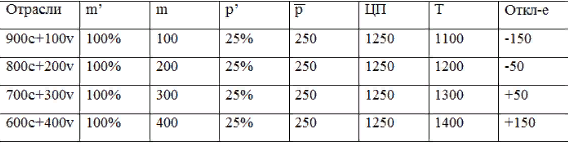 Отрасли m’ m p’ p̅ ЦП T Откл-е
900c+100v 100% 100 25% 250 1250 1100 -150
800c+200v 100% 200 25% 250 1250 1200 -50
700c+300v 100% 300 25% 250 1250 1300 +50
600c+400v 100% 400 25% 250 1250 1400 +150